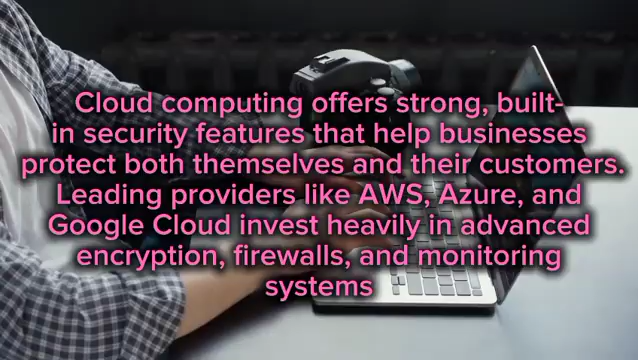 Cloud computing offers strong, built-
in security features that help businesses
protect both themselves and their customers.
Leading providers like AWS, Azure, and
Google Cloud invest heavily in advanced
encryption, firewalls, and monitoring
systems